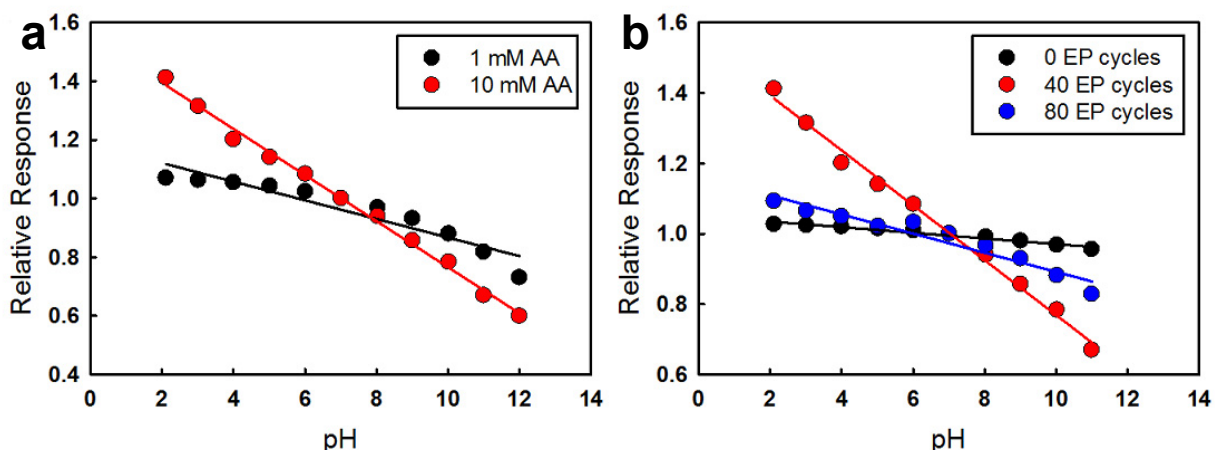 a
1.6
1.4
1.2
1.0
0.8
0.6
0.4
Relative Response
1 mM AA
10 mM AA
0 2 4 6 8 10 12 14
pH
b
1.6
1.4
1.2
1.0
0.8
0.6
Relative Response
0 EP cycles
40 EP cycles
80 EP cycles
0 2 4 6 8 10 12 14
pH